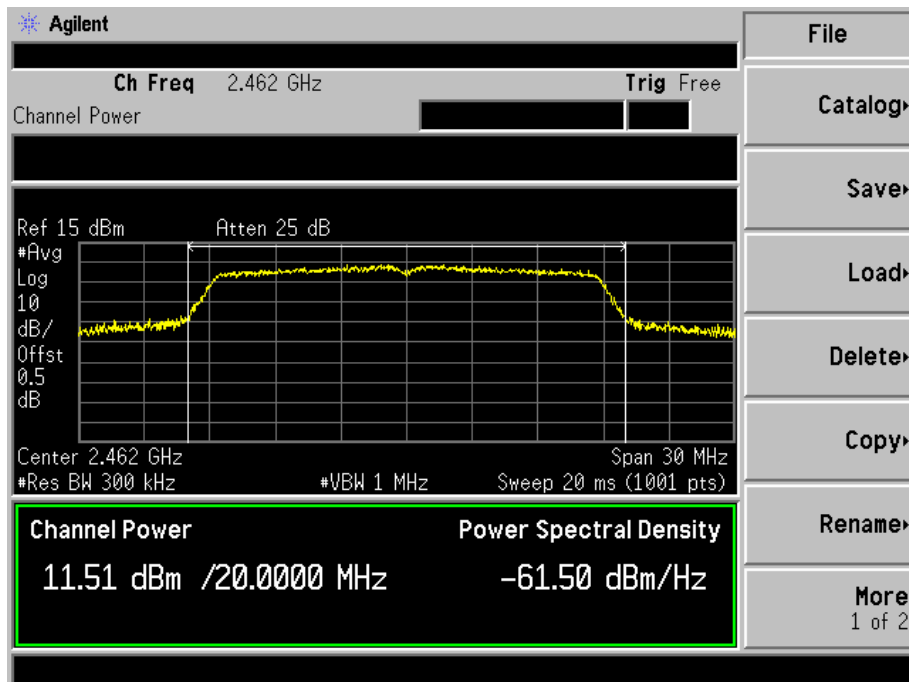 Agilent
File
Ch Freq 2.462 GHz Trig Free
Channel Power
Catalog
Save
Ref 15 dBm Atten 25 dB
#Avg
Log
10
dB/
Offst
0.5
dB
Load
Delete
Copy
Center 2.462 GHz Span 30 MHz
#Res BW 300 kHz #VBW 1 MHz Sweep 20 ms (1001 pts)
Channel Power Power Spectral Density
11.51 dBm /20.0000 MHz -61.50 dBm/Hz
Rename
More
1 of 2